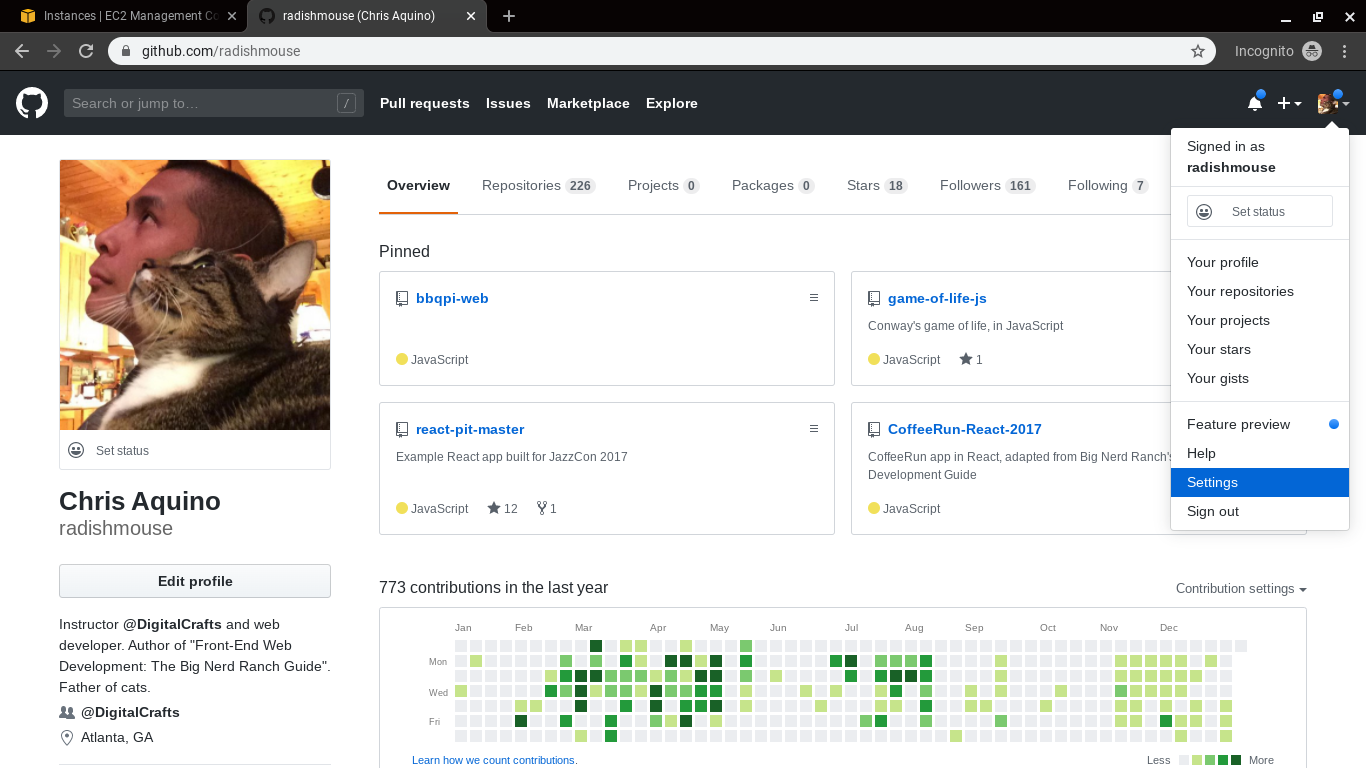 Instances | EC2 Management Co
radishmouse (Chris Aquino)
github.com/radishmouse
Incognito
Search or jump to…
/
Pull requests
Issues
Marketplace
Explore
Signed in as
radishmouse
Set status
Your profile
Your repositories
Your projects
Your stars
Your gists
Feature preview
Help
Settings
Sign out
Overview
Repositories 226
Projects 0
Packages 0
Stars 18
Followers 161
Following 7
Set status
Chris Aquino
radishmouse
Edit profile
Instructor @DigitalCrafts and web
developer. Author of "Front-End Web
Development: The Big Nerd Ranch Guide".
Father of cats.
@DigitalCrafts
Atlanta, GA
Pinned
bbqpi-web
JavaScript
game-of-life-js
Conway's game of life, in JavaScript
JavaScript 1
react-pit-master
Example React app built for JazzCon 2017
JavaScript 12 1
CoffeeRun-React-2017
CoffeeRun app in React, adapted from Big Nerd Ranch's
Development Guide
JavaScript
773 contributions in the last year
Contribution settings
Jan Feb Mar Apr May Jun Jul Aug Sep Oct Nov Dec
Mon
Wed
Fri
Learn how we count contributions.
Less
More